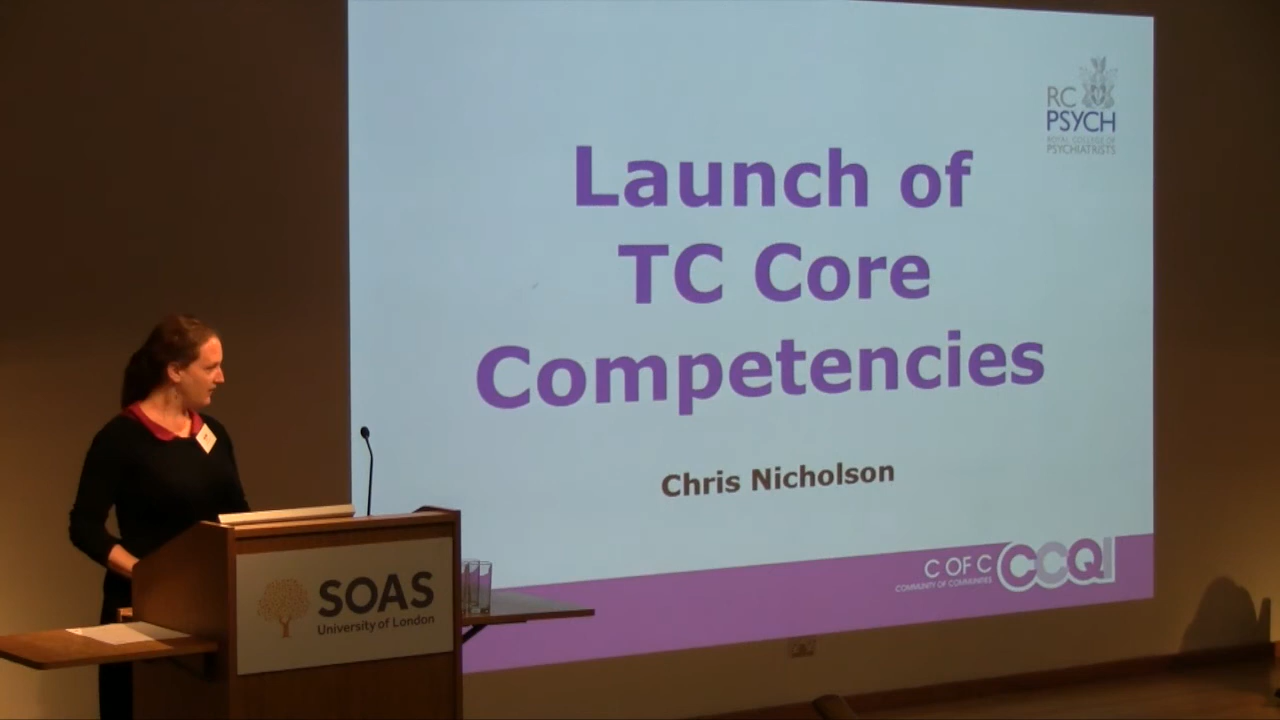 RC
PSYCH
ROYAL COLLEGE OF
PSYCHIATRISTS
Launch of
TC Core
Competencies
Chris Nicholson
C OF C
COMMUNITY OF COMMUNITIES
CCQI
SOAS
University of London